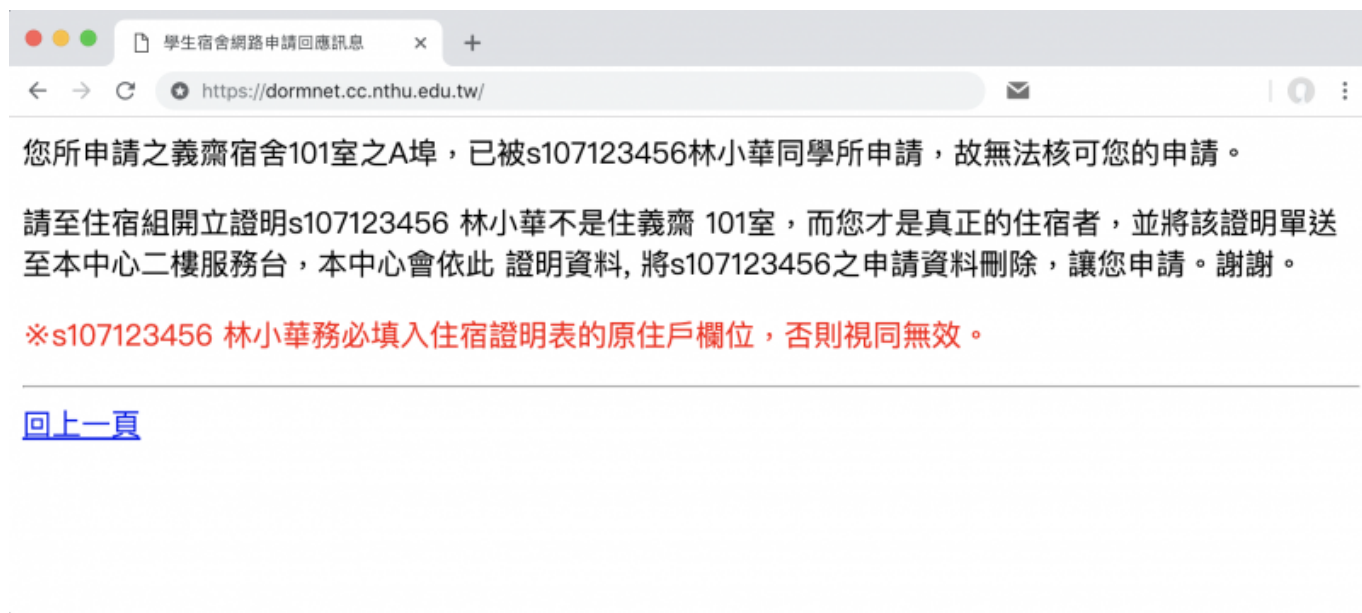 學生宿舍網路申請回應訊息
https://dormnet.cc.nthu.edu.tw/
您所申請之義齋宿舍101室之A埠，已被s107123456林小華同學所申請，故無法核可您的申請。
請至住宿組開立證明s107123456 林小華不是住義齋 101室，而您才是真正的住宿者，並將該證明單送
至本中心二樓服務台，本中心會依此 證明資料, 將s107123456之申請資料刪除，讓您申請。謝謝。
※s107123456 林小華務必填入住宿證明表的原住戶欄位，否則視同無效。
回上一頁